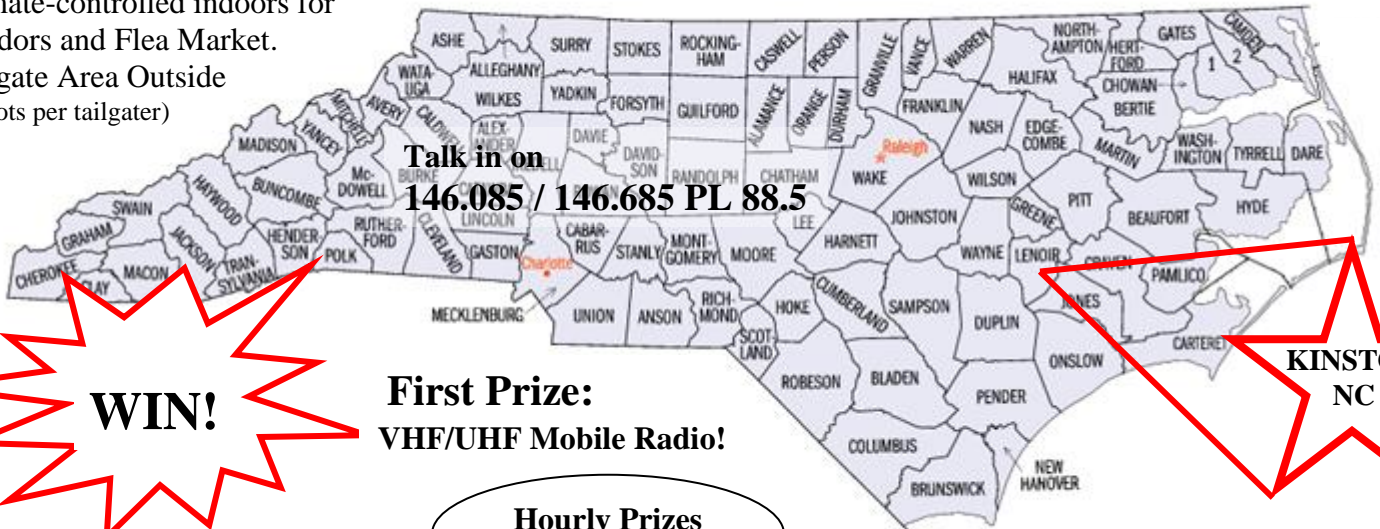 mate-controlled indoors for
dors and Flea Market.
gate Area Outside
ots per tailgater)
ASHE
ALLEGHANY
SURRY
STOKES
ROCKING-
HAM
CASWELL
PERSON
GRANVILLE
VANCE
WARREN
NORTH-
AMPTON
HERT-
FORD
GATES
CAMDEN
1
2
WATA-
UGA
WILKES
YADKIN
FORSYTH
GUILFORD
ALAMANCE
ORANGE
DURHAM
FRANKLIN
HALIFAX
CHOWAN
BERTIE
MITCHELL
AVERY
CALDWELL
ALEX-
ANDER
DAVIE
DAVID-
SON
NASH
EDGE-
COMBE
MARTIN
WASH-
INGTON
TYRRELL
DARE
MADISON
YANCEY
Mc-
DOWELL
BURKE
RANDOLPH
CHATHAM
Raleigh
WAKE
WILSON
Talk in on
146.085 / 146.685 PL 88.5
SWAIN
HAYWOOD
BUNCOMBE
RUTHER-
FORD
LINCOLN
LEE
JOHNSTON
GREENE
PITT
BEAUFORT
HYDE
GRAHAM
JACKSON
HENDER-
SON
POLK
CLEVELAND
GASTON
Charlotte
CABAR-
RUS
STANLY
MONT-
GOMERY
MOORE
HARNETT
WAYNE
LENOIR
CRAVEN
PAMLICO
CHEROKEE
CLAY
MACON
TRAN-
SYLVANIA
MECKLENBURG
UNION
ANSON
RICH-
MOND
HOKE
CUMBERLAND
SAMPSON
DUPLIN
JONES
CARTERET
SCOT-
LAND
ROBESON
BLADEN
PENDER
ONSLOW
COLUMBUS
BRUNSWICK
NEW
HANOVER
WIN!
First Prize:
VHF/UHF Mobile Radio!
KINSTO
NC
Hourly Prizes